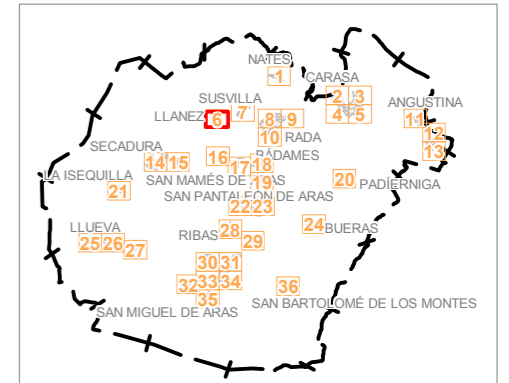 NATES
1
CARASA
2 3
SUSVILLA
7
ANGUSTINA
LLANEZ 6
8 9
4 5
11
10 RADA
12
SECADURA
13
14 15
16
BÁDAMES
17 18
LA ISEQUILLA
SAN MAMÉS DE ARAS
19
20 PADIÉRNIGA
21
SAN PANTALEÓN DE ARAS
22 23
LLUEVA
RIBAS 28
24 BUERAS
25 26 27
29
30 31
32 33 34
36
35
SAN BARTOLOMÉ DE LOS MONTES
SAN MIGUEL DE ARAS